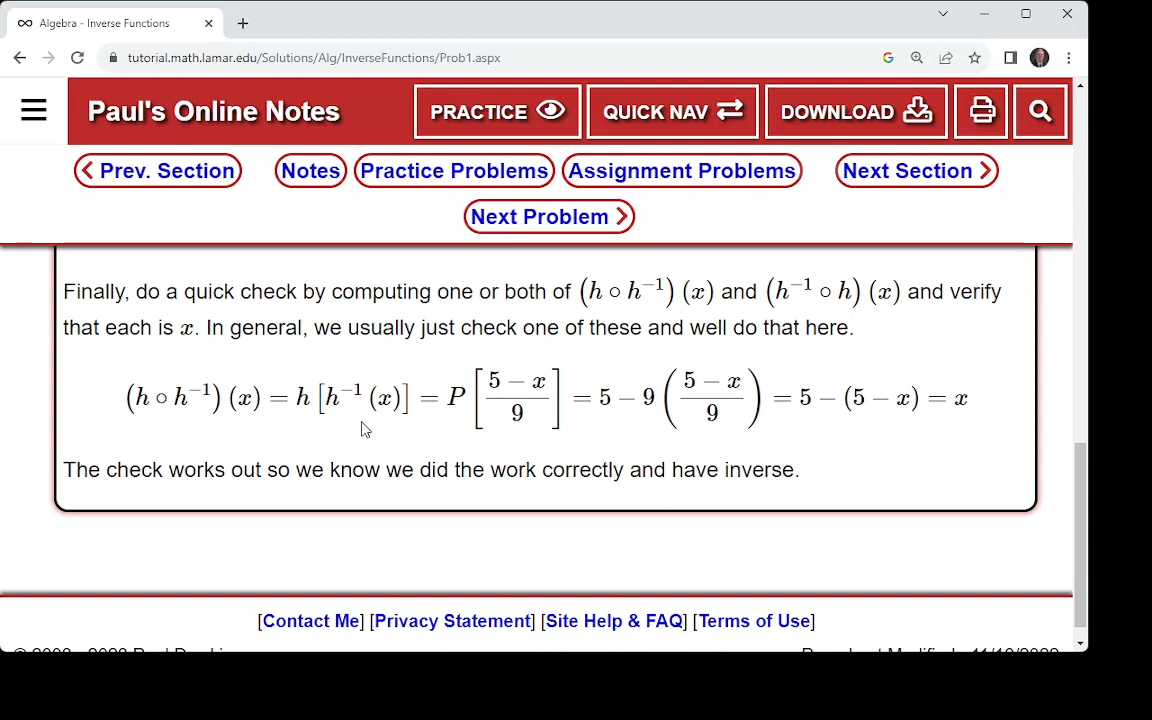 Algebra - Inverse Functions
tutorial.math.lamar.edu/Solutions/Alg/InverseFunctions/Prob1.aspx
Paul's Online Notes
PRACTICE QUICK NAV DOWNLOAD
Prev. Section Notes Practice Problems Assignment Problems Next Section
Next Problem
Finally, do a quick check by computing one or both of (h ∘ h⁻¹) (x) and (h⁻¹ ∘ h) (x) and verify
that each is x. In general, we usually just check one of these and well do that here.
(h ∘ h⁻¹) (x) = h [h⁻¹ (x)] = P [(5 − x)/9] = 5 − 9 ((5 − x)/9) = 5 − (5 − x) = x
The check works out so we know we did the work correctly and have inverse.
[Contact Me] [Privacy Statement] [Site Help & FAQ] [Terms of Use]